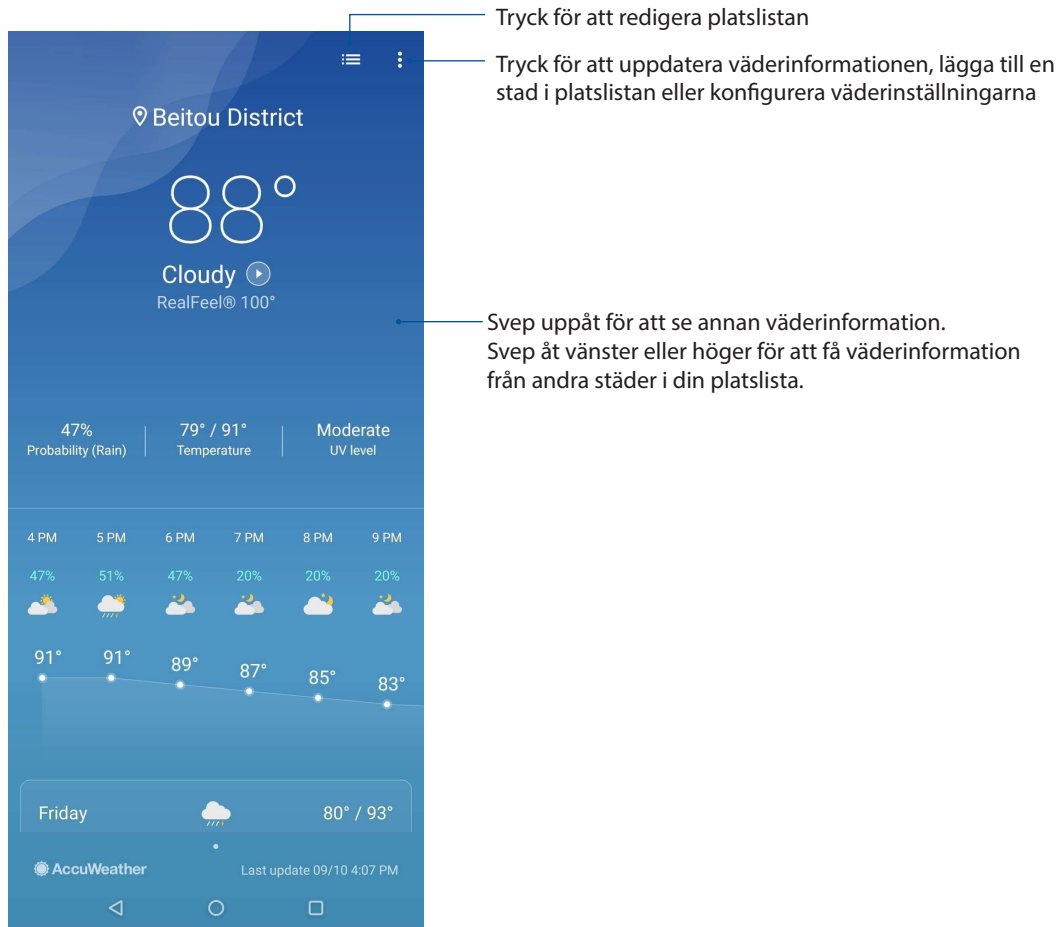 Tryck för att redigera platslistan
Tryck för att uppdatera väderinformationen, lägga till en
stad i platslistan eller konfigurera väderinställningarna
Beitou District
88°
Cloudy
RealFeel® 100°
Svep uppåt för att se annan väderinformation.
Svep åt vänster eller höger för att få väderinformation
från andra städer i din platslista.
47% 79° / 91° Moderate
Probability (Rain) Temperature UV level
4 PM 5 PM 6 PM 7 PM 8 PM 9 PM
47% 51% 47% 20% 20% 20%
91° 91° 89° 87° 85° 83°
Friday 80° / 93°
AccuWeather Last update 09/10 4:07 PM